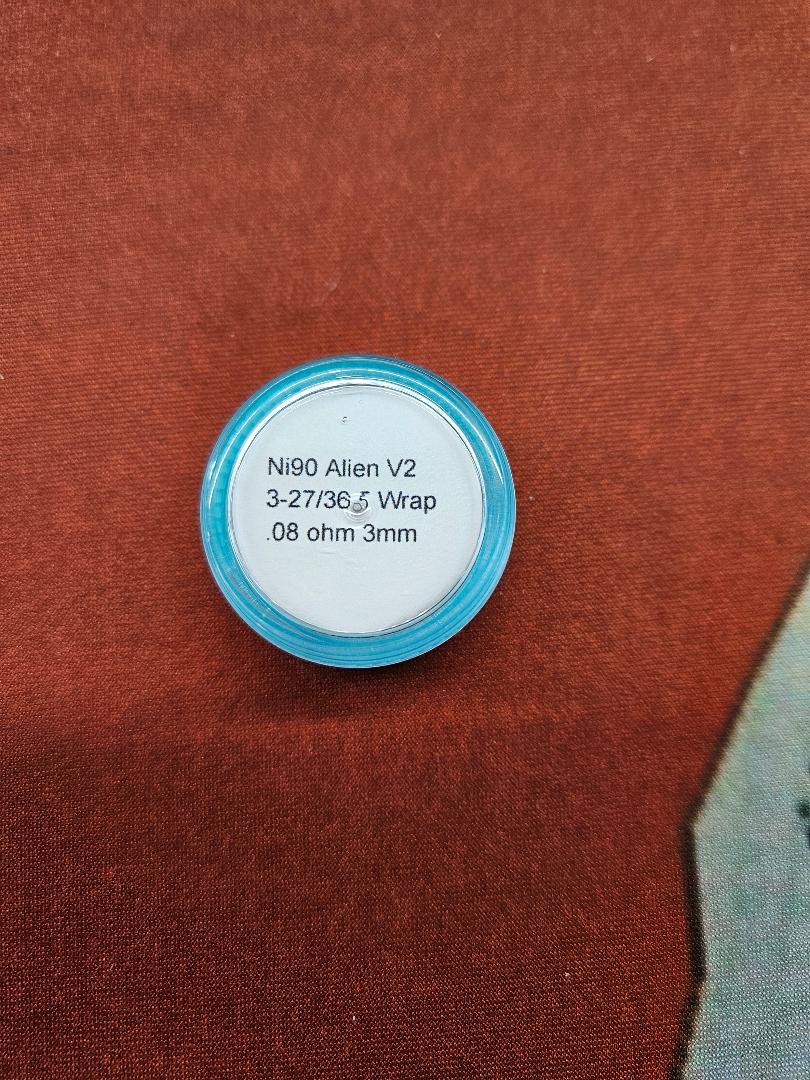 Ni90 Alien V2
3-27/36 5 Wrap
.08 ohm 3mm